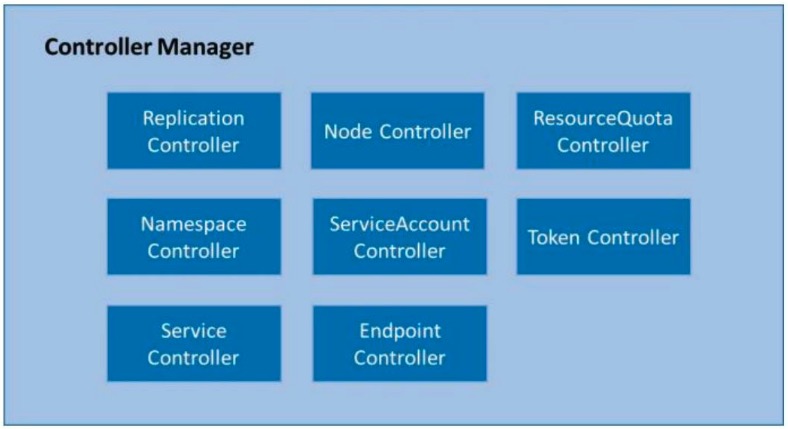 Controller Manager
Replication
Controller
Node Controller
ResourceQuota
Controller
Namespace
Controller
ServiceAccount
Controller
Token Controller
Service
Controller
Endpoint
Controller